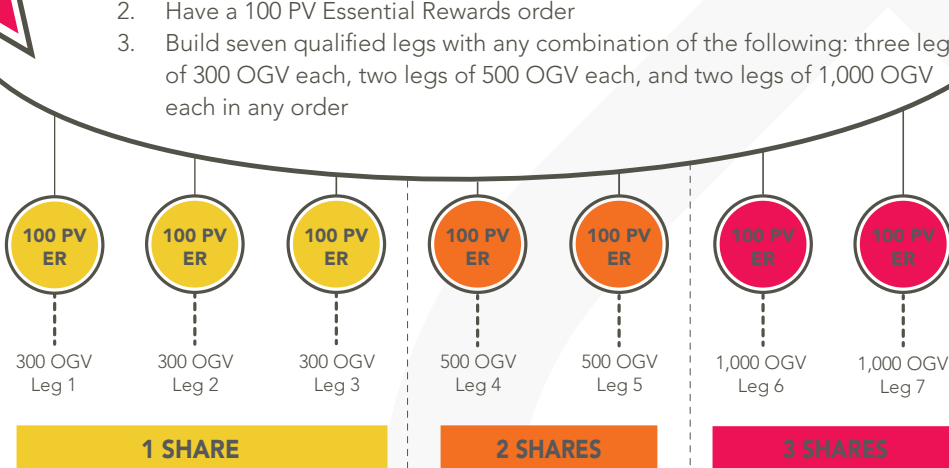 2. Have a 100 PV Essential Rewards order
3. Build seven qualified legs with any combination of the following: three leg
of 300 OGV each, two legs of 500 OGV each, and two legs of 1,000 OGV
each in any order
100 PV ER
100 PV ER
100 PV ER
100 PV ER
100 PV ER
100 PV ER
100 PV ER
300 OGV
Leg 1
300 OGV
Leg 2
300 OGV
Leg 3
500 OGV
Leg 4
500 OGV
Leg 5
1,000 OGV
Leg 6
1,000 OGV
Leg 7
1 SHARE
2 SHARES
3 SHARES